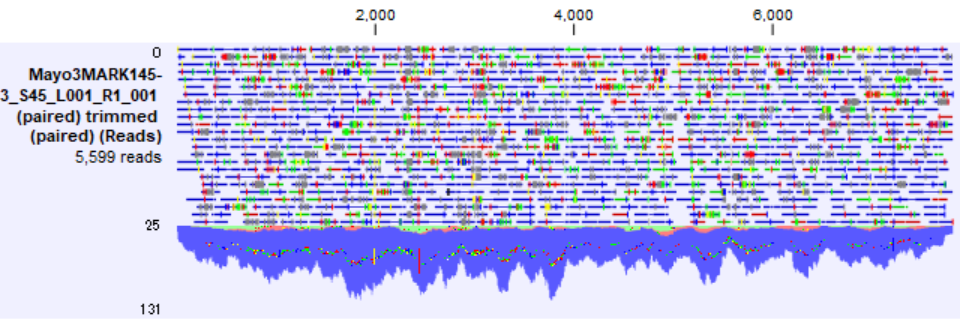 2,000 4,000 6,000
0
Mayo3MARK145-
3_S45_L001_R1_001
(paired) trimmed
(paired) (Reads)
5,599 reads
25
131